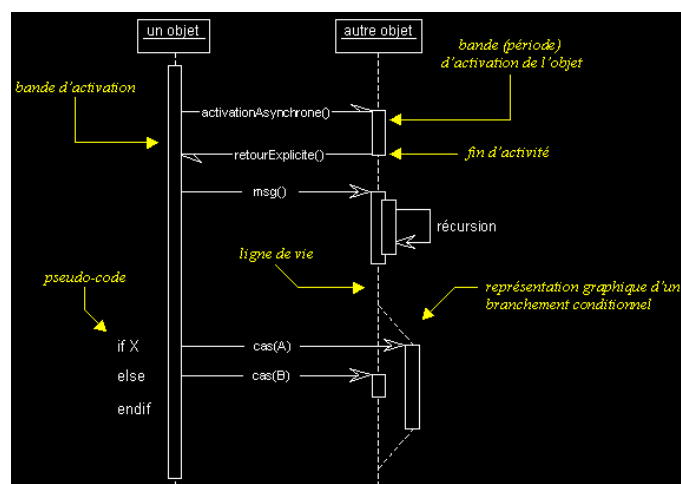 un objet
autre objet
bande (période)
d'activation de l'objet
bande d'activation
activationAsynchrone()
retourExplicite()
fin d'activité
msg()
récursion
ligne de vie
pseudo-code
représentation graphique d'un
branchement conditionnel
if X
cas(A)
else
cas(B)
endif